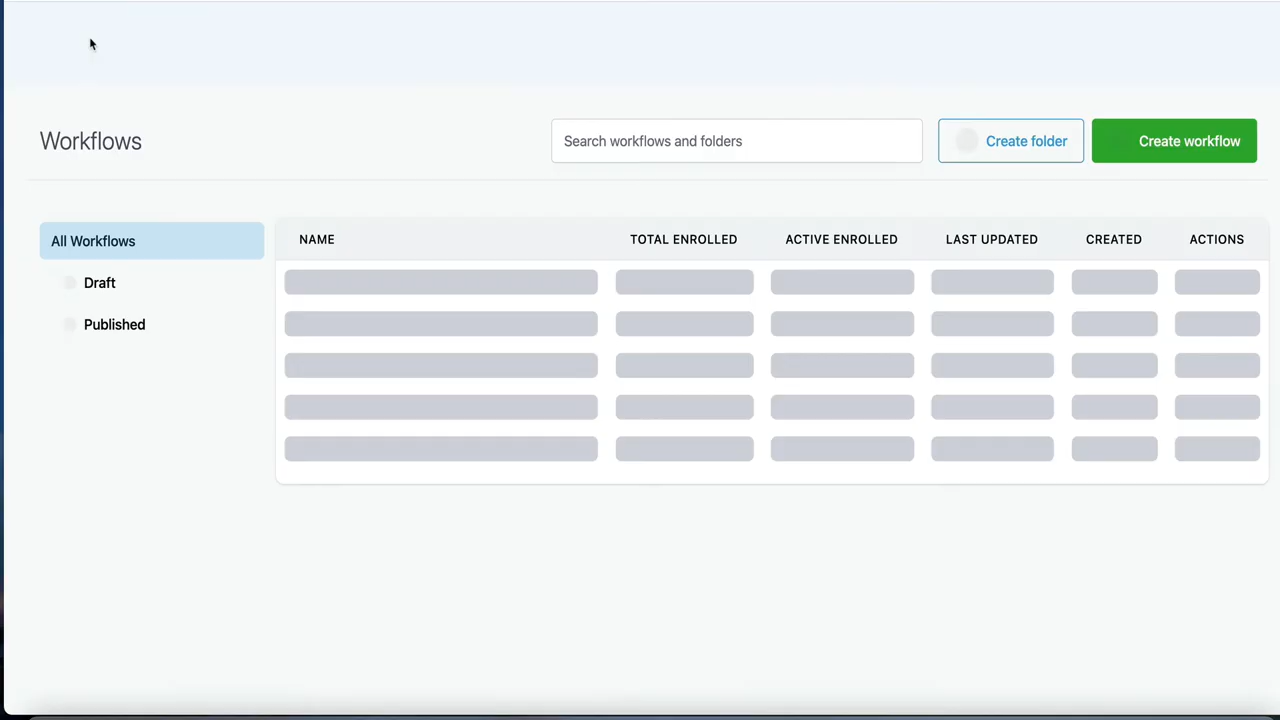 Workflows
Search workflows and folders
Create folder
Create workflow
All Workflows
Draft
Published
NAME
TOTAL ENROLLED
ACTIVE ENROLLED
LAST UPDATED
CREATED
ACTIONS